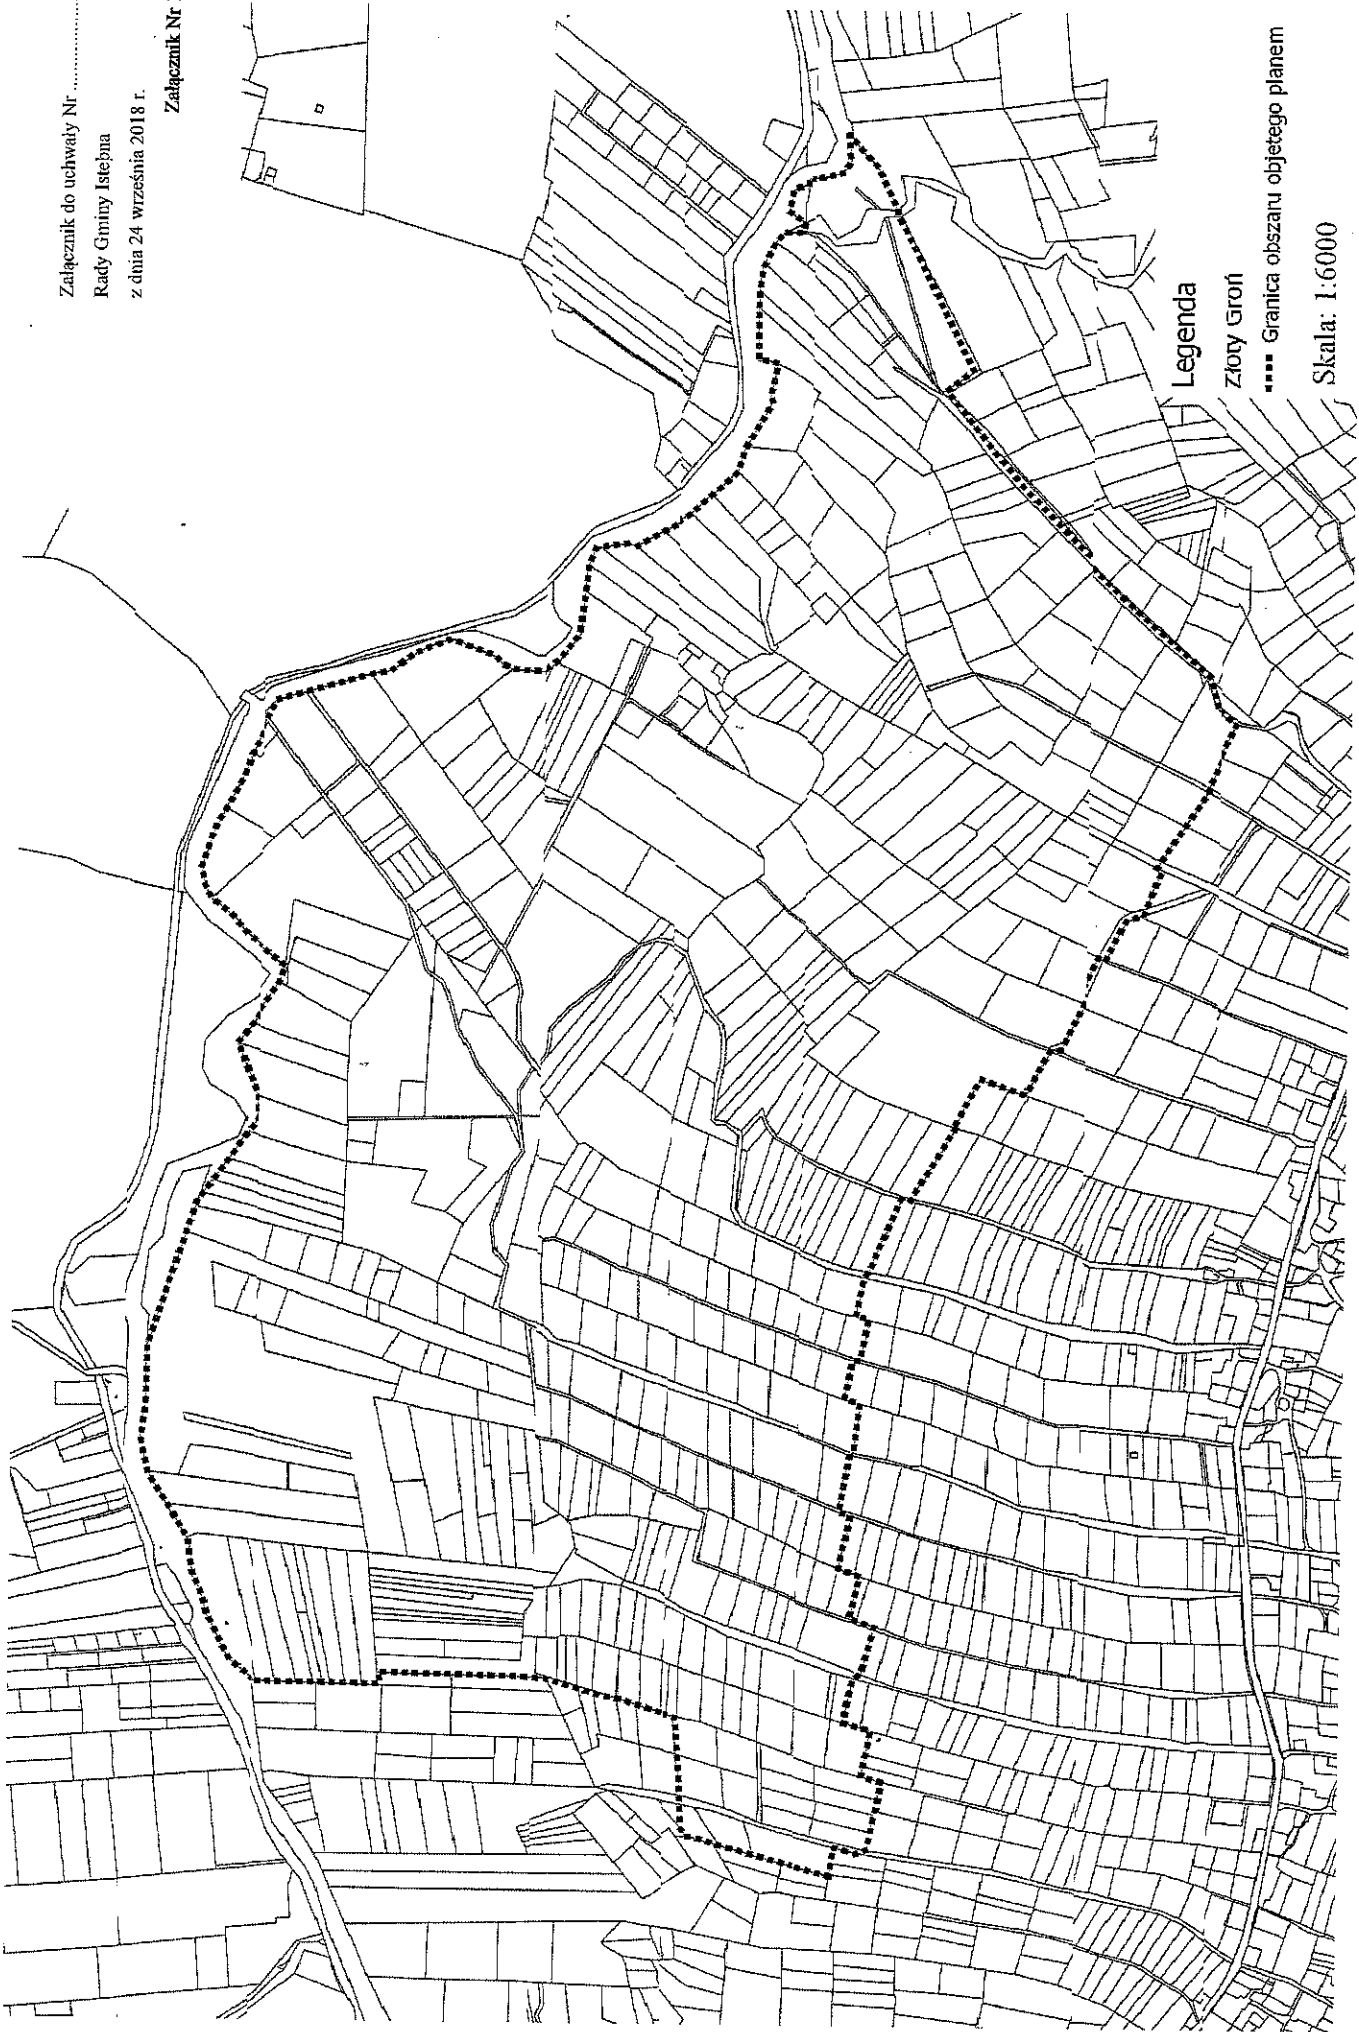 Załącznik do uchwały Nr ................
Rady Gminy Istebna
z dnia 24 września 2018 r.
Załącznik Nr
Legenda
Złoty Groń
Granica obszaru objętego planem
Skala: 1:6000